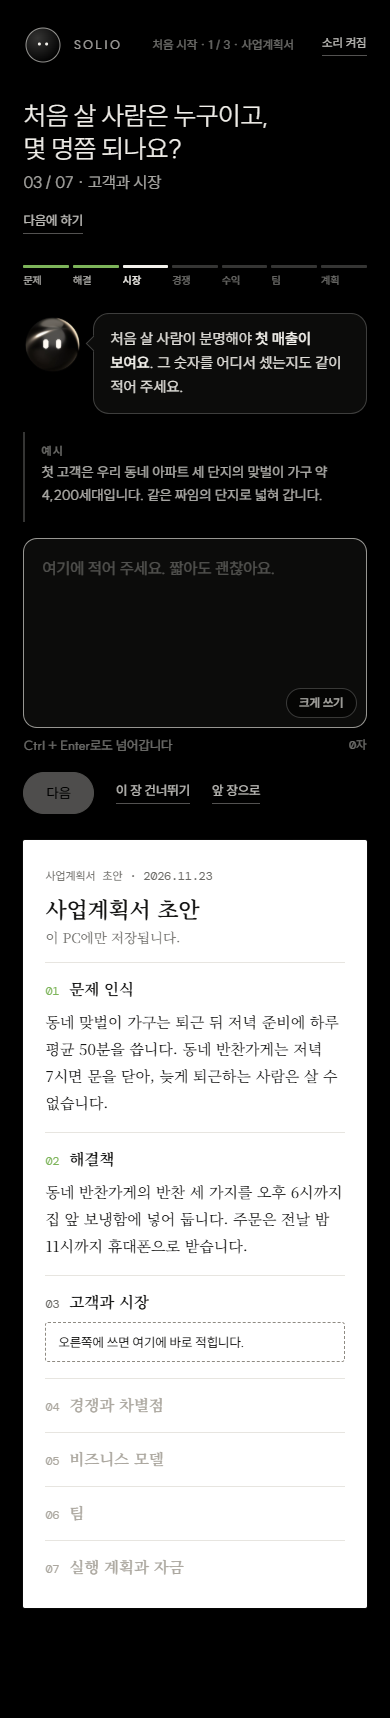 SOLIO
처음 시작 · 1 / 3 · 사업계획서
소리 켜짐
처음 살 사람은 누구이고,
몇 명쯤 되나요?
03 / 07 · 고객과 시장
다음에 하기
문제
해결
시장
경쟁
수익
팀
계획
처음 살 사람이 분명해야 첫 매출이
보여요. 그 숫자를 어디서 셌는지도 같이
적어 주세요.
예시
첫 고객은 우리 동네 아파트 세 단지의 맞벌이 가구 약
4,200세대입니다. 같은 짜임의 단지로 넓혀 갑니다.
여기에 적어 주세요. 짧아도 괜찮아요.
크게 쓰기
Ctrl + Enter로도 넘어갑니다
0자
다음
이 장 건너뛰기
앞 장으로
사업계획서 초안 · 2026.11.23
사업계획서 초안
이 PC에만 저장됩니다.
01 문제 인식
동네 맞벌이 가구는 퇴근 뒤 저녁 준비에 하루
평균 50분을 씁니다. 동네 반찬가게는 저녁
7시면 문을 닫아, 늦게 퇴근하는 사람은 살 수
없습니다.
02 해결책
동네 반찬가게의 반찬 세 가지를 오후 6시까지
집 앞 보냉함에 넣어 둡니다. 주문은 전날 밤
11시까지 휴대폰으로 받습니다.
03 고객과 시장
오른쪽에 쓰면 여기에 바로 적힙니다.
04 경쟁과 차별점
05 비즈니스 모델
06 팀
07 실행 계획과 자금